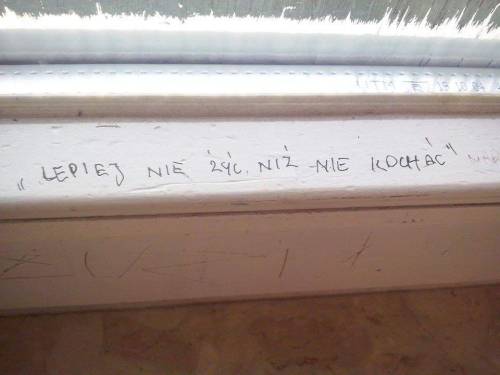 „LEPIEJ NIE ŻYĆ, NIŻ NIE KOCHAĆ"